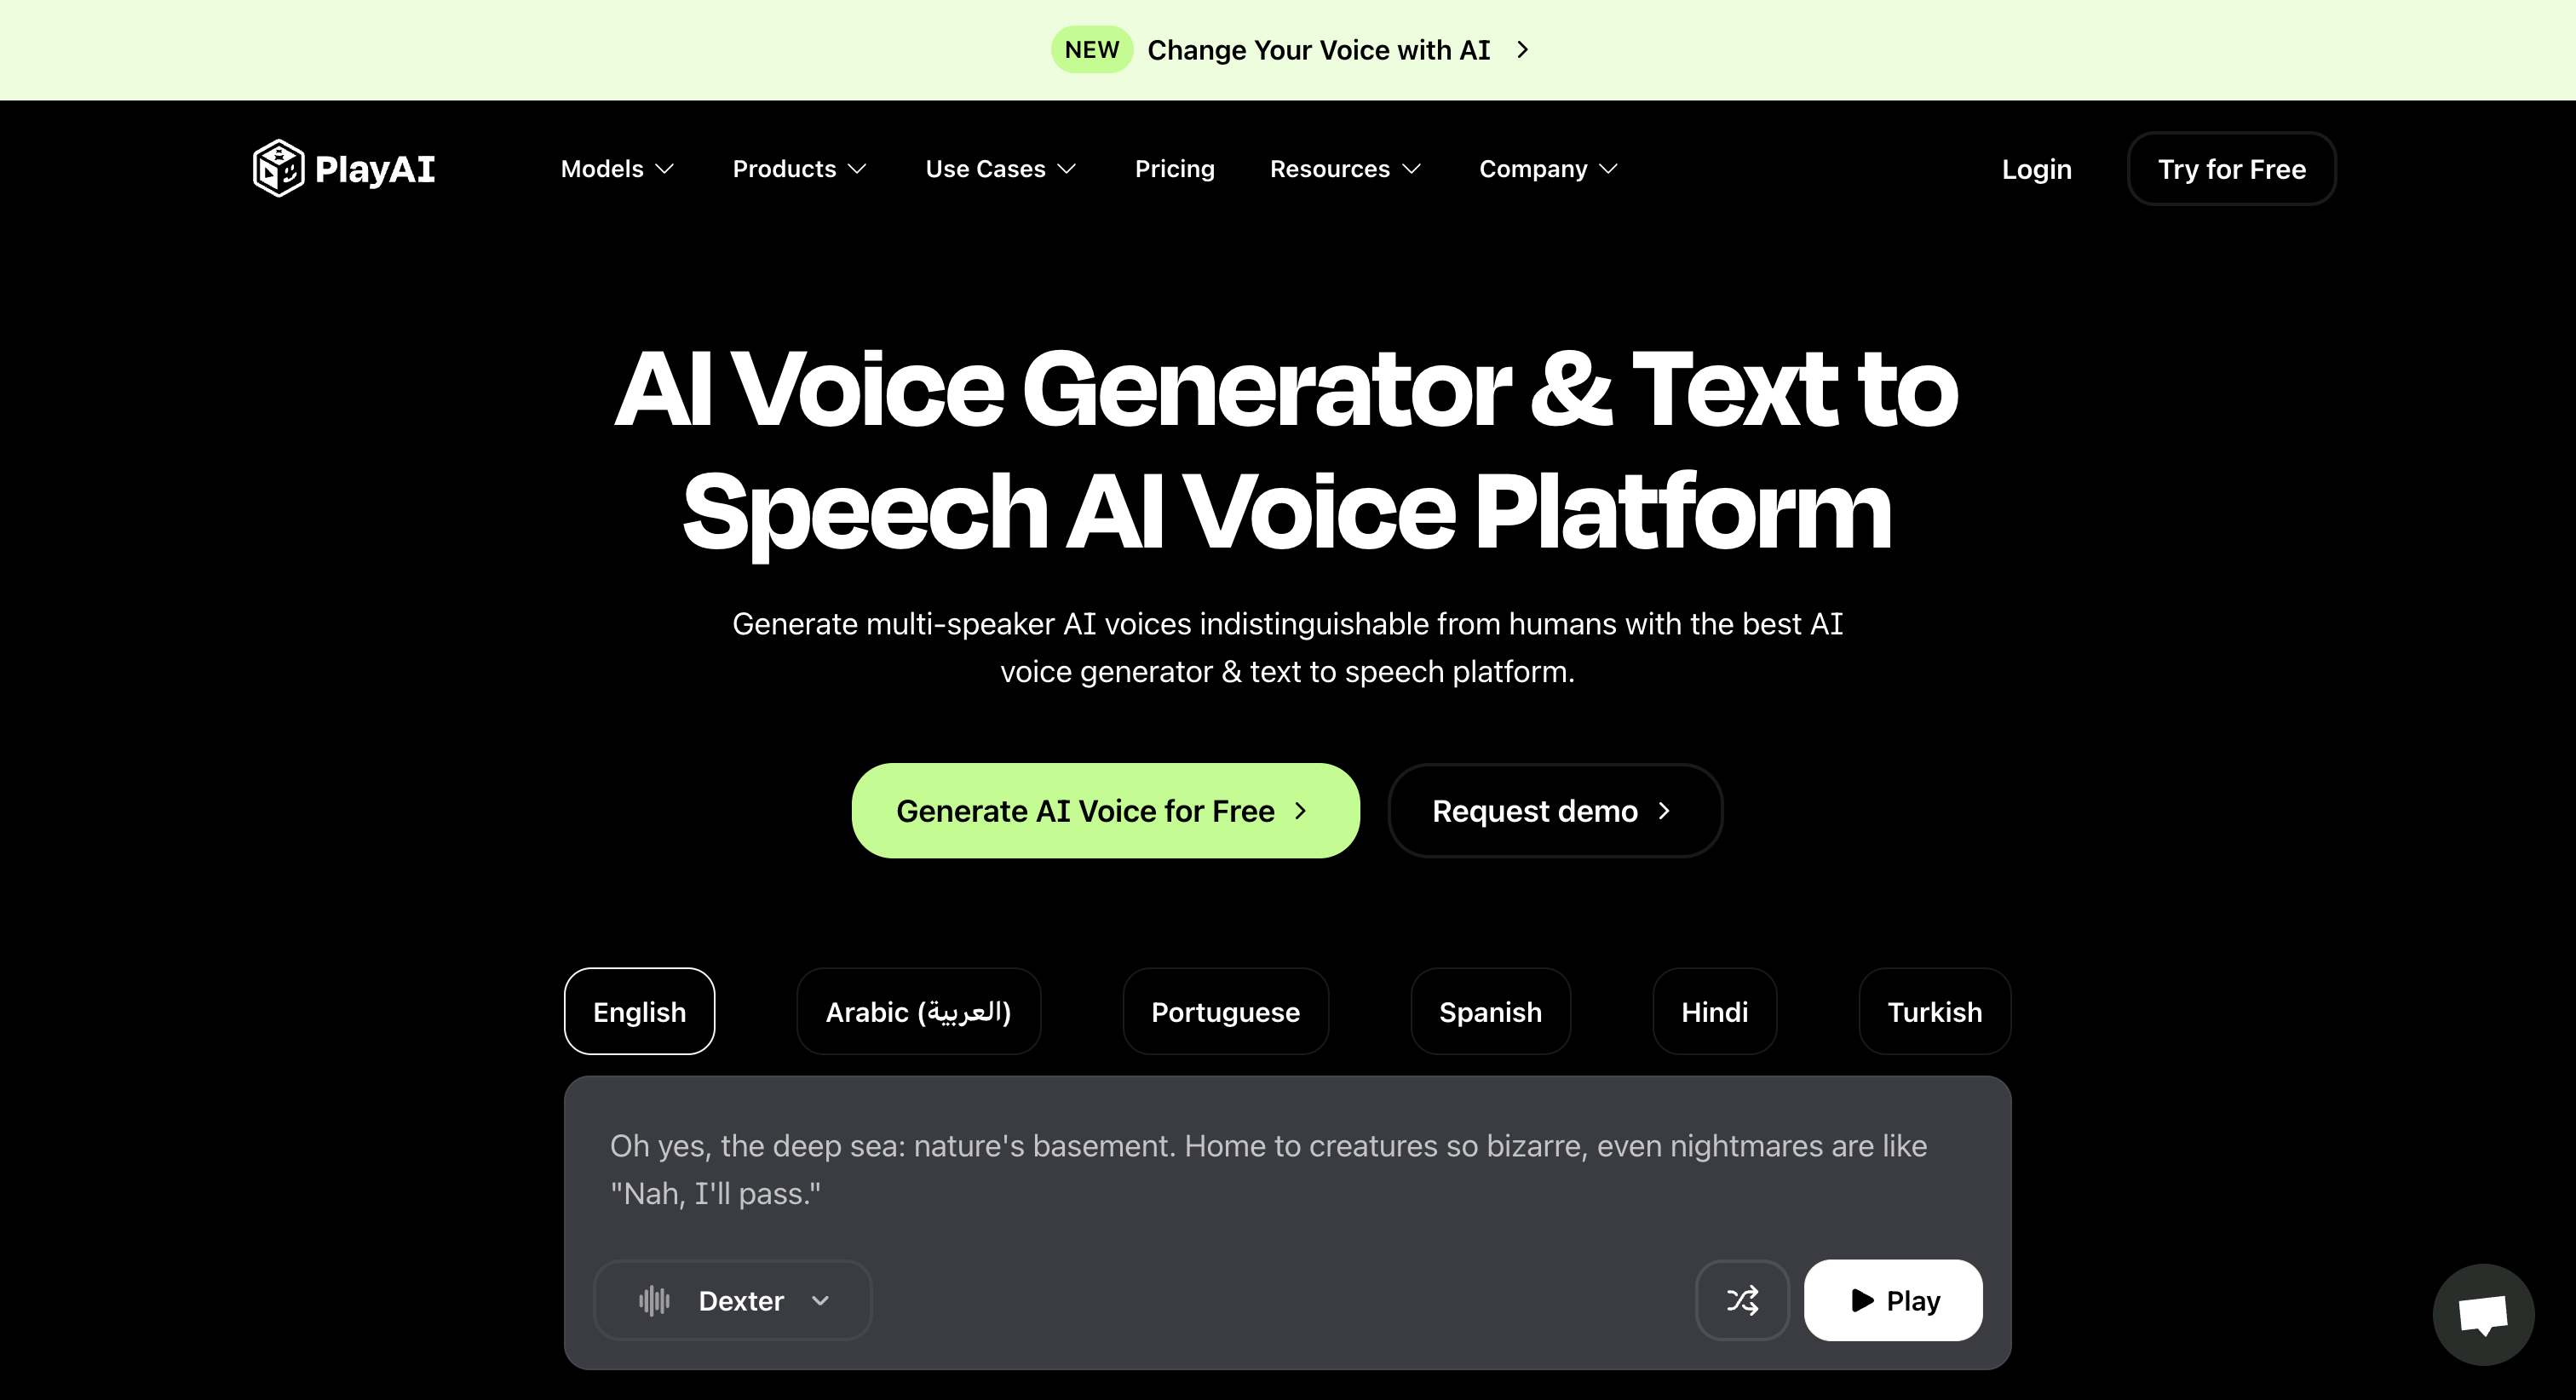 NEW Change Your Voice with AI
PlayAI Models Products Use Cases Pricing Resources Company Login Try for Free
AI Voice Generator & Text to
Speech AI Voice Platform
Generate multi-speaker AI voices indistinguishable from humans with the best AI
voice generator & text to speech platform.
Generate AI Voice for Free Request demo
English Arabic (العربية) Portuguese Spanish Hindi Turkish
Oh yes, the deep sea: nature's basement. Home to creatures so bizarre, even nightmares are like
"Nah, I'll pass."
Dexter Play